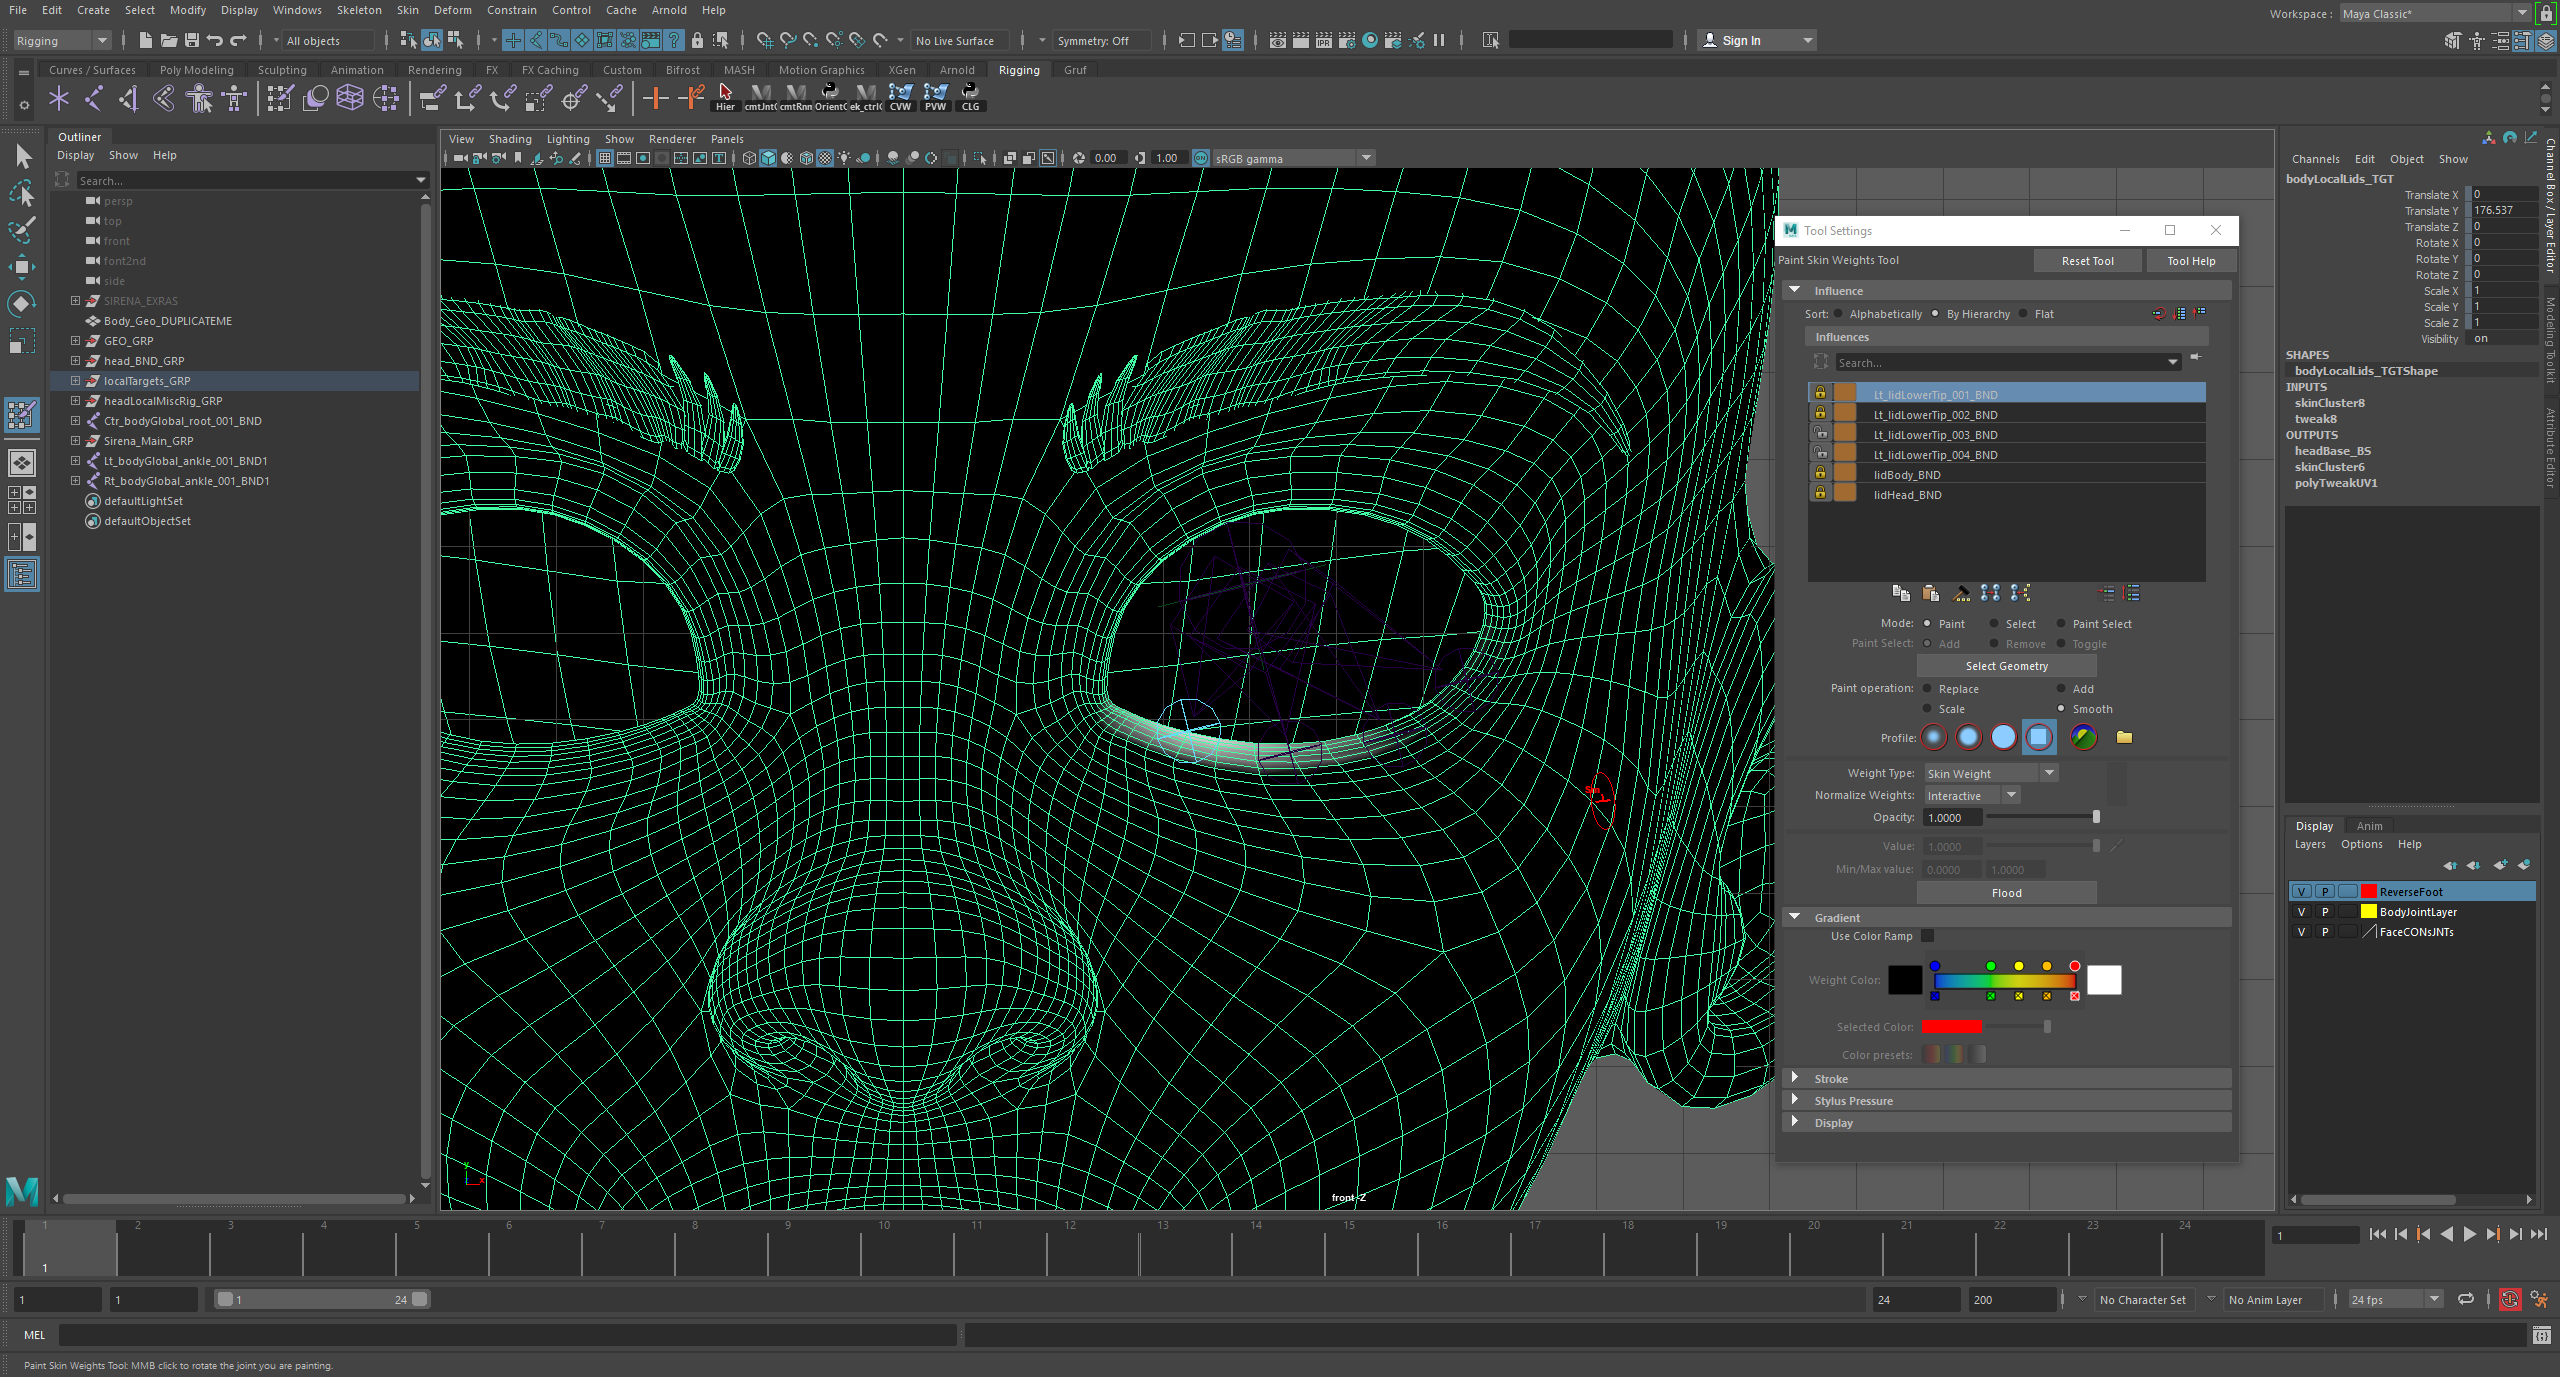 File Edit Create Select Modify Display Windows Skeleton Skin Deform Constrain Control Cache Arnold Help
Workspace : Maya Classic*
Rigging
All objects
No Live Surface
Symmetry: Off
IPR
Sign In
Curves / Surfaces Poly Modeling Sculpting Animation Rendering FX FX Caching Custom Bifrost MASH Motion Graphics XGen Arnold Rigging Gruf
Hier cmtJntC cmtRnn OrientC ek_ctrlC CVW PVW CLG
Outliner
Display Show Help
Search...
persp
top
front
font2nd
side
SIRENA_EXRAS
Body_Geo_DUPLICATEME
GEO_GRP
head_BND_GRP
localTargets_GRP
headLocalMiscRig_GRP
Ctr_bodyGlobal_root_001_BND
Sirena_Main_GRP
Lt_bodyGlobal_ankle_001_BND1
Rt_bodyGlobal_ankle_001_BND1
defaultLightSet
defaultObjectSet
View Shading Lighting Show Renderer Panels
0.00 1.00 ON sRGB gamma
front -Z
Tool Settings
Paint Skin Weights Tool
Reset Tool
Tool Help
Influence
Sort: Alphabetically By Hierarchy Flat
Influences
Search...
Lt_lidLowerTip_001_BND
Lt_lidLowerTip_002_BND
Lt_lidLowerTip_003_BND
Lt_lidLowerTip_004_BND
lidBody_BND
lidHead_BND
Mode: Paint Select Paint Select
Paint Select: Add Remove Toggle
Select Geometry
Paint operation: Replace Add
Scale Smooth
Profile:
Weight Type: Skin Weight
Normalize Weights: Interactive
Opacity: 1.0000
Value: 1.0000
Min/Max value: 0.0000 1.0000
Flood
Gradient
Use Color Ramp
Weight Color:
Selected Color:
Color presets:
Stroke
Stylus Pressure
Display
Channels Edit Object Show
bodyLocalLids_TGT
Translate X 0
Translate Y 176.537
Translate Z 0
Rotate X 0
Rotate Y 0
Rotate Z 0
Scale X 1
Scale Y 1
Scale Z 1
Visibility on
SHAPES
bodyLocalLids_TGTShape
INPUTS
skinCluster8
tweak8
OUTPUTS
headBase_BS
skinCluster6
polyTweakUV1
Channel Box / Layer Editor
Modeling Toolkit
Attribute Editor
Display Anim
Layers Options Help
V P ReverseFoot
V P BodyJointLayer
V P FaceCONsJNTs
1 2 3 4 5 6 7 8 9 10 11 12 13 14 15 16 17 18 19 20 21 22 23 24
1
1
1 1 1 24
24 200 No Character Set No Anim Layer 24 fps
MEL
Paint Skin Weights Tool: MMB click to rotate the joint you are painting.